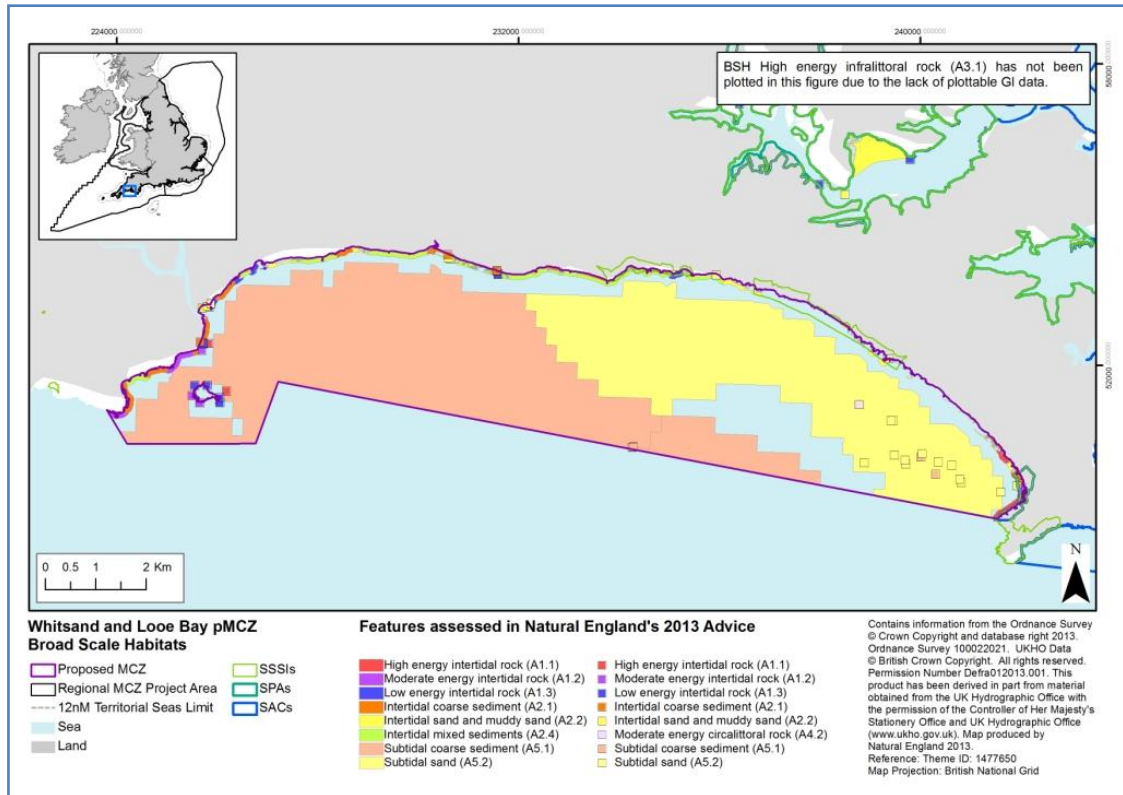 224000.000000
232000.000000
240000.000000
BSH High energy infralittoral rock (A3.1) has not been
plotted in this figure due to the lack of plottable GI data.
58000.000000
52000.000000
0 0.5 1 2 Km
N
Whitsand and Looe Bay pMCZ
Broad Scale Habitats
Proposed MCZ
Regional MCZ Project Area
12nM Territorial Seas Limit
Sea
Land
SSSIs
SPAs
SACs
Features assessed in Natural England's 2013 Advice
High energy intertidal rock (A1.1)
Moderate energy intertidal rock (A1.2)
Low energy intertidal rock (A1.3)
Intertidal coarse sediment (A2.1)
Intertidal sand and muddy sand (A2.2)
Intertidal mixed sediments (A2.4)
Subtidal coarse sediment (A5.1)
Subtidal sand (A5.2)
High energy intertidal rock (A1.1)
Moderate energy intertidal rock (A1.2)
Low energy intertidal rock (A1.3)
Intertidal coarse sediment (A2.1)
Intertidal sand and muddy sand (A2.2)
Moderate energy circalittoral rock (A4.2)
Subtidal coarse sediment (A5.1)
Subtidal sand (A5.2)
Contains information from the Ordnance Survey
© Crown Copyright and database right 2013.
Ordnance Survey 100022021. UKHO Data
© British Crown Copyright. All rights reserved.
Permission Number Defra012013.001. This
product has been derived in part from material
obtained from the UK Hydrographic Office with
the permission of the Controller of Her Majesty's
Stationery Office and UK Hydrographic Office
(www.ukho.gov.uk). Map produced by
Natural England 2013.
Reference: Theme ID: 1477650
Map Projection: British National Grid